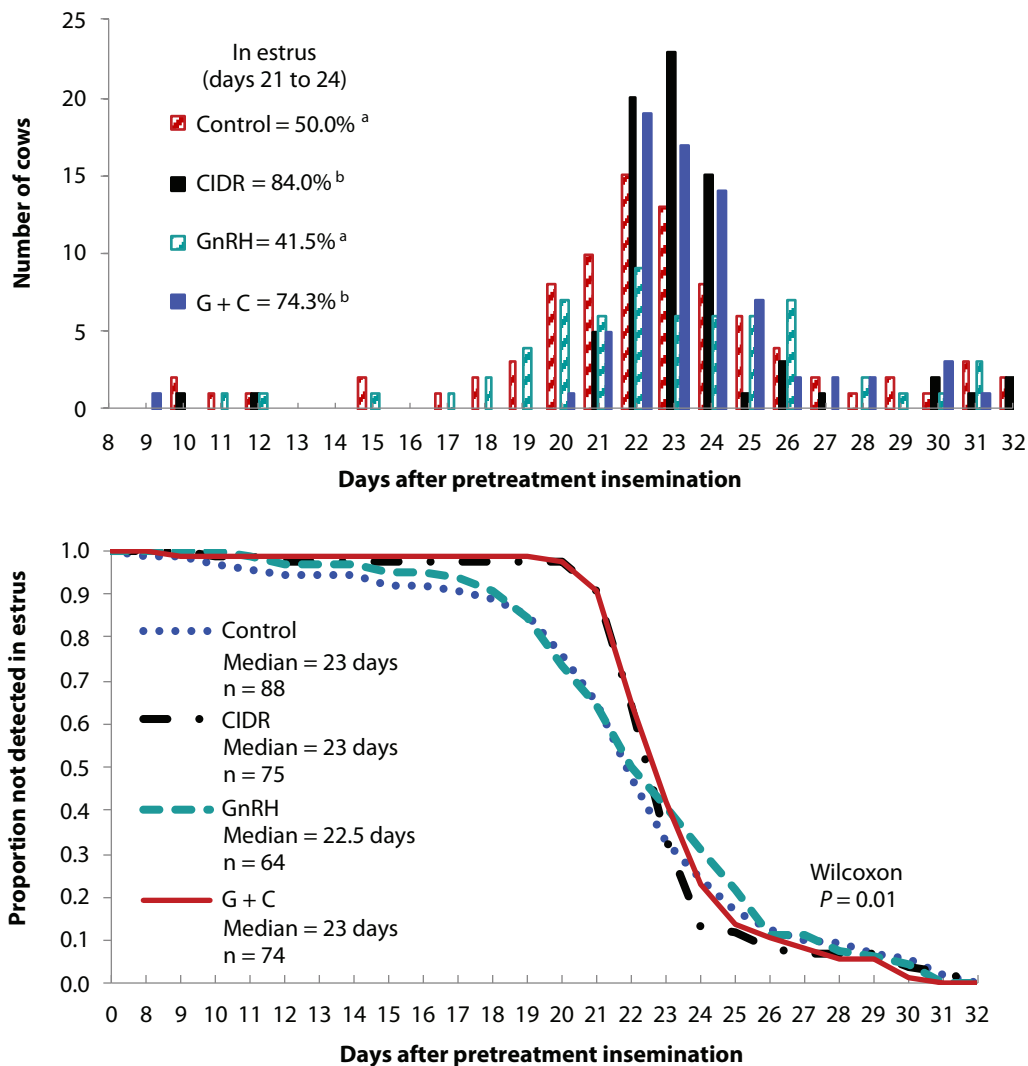 25
20
15
10
5
0
Number of cows
In estrus
(days 21 to 24)
Control = 50.0% a
CIDR = 84.0% b
GnRH = 41.5% a
G + C = 74.3% b
8 9 10 11 12 13 14 15 17 18 19 20 21 22 23 24 25 26 27 28 29 30 31 32
Days after pretreatment insemination
1.0
0.9
0.8
0.7
0.6
0.5
0.4
0.3
0.2
0.1
0.0
Proportion not detected in estrus
Control
Median = 23 days
n = 88
CIDR
Median = 23 days
n = 75
GnRH
Median = 22.5 days
n = 64
G + C
Median = 23 days
n = 74
Wilcoxon
P = 0.01
0 8 9 10 11 12 13 14 15 16 17 18 19 20 21 22 23 24 25 26 27 28 29 30 31 32
Days after pretreatment insemination